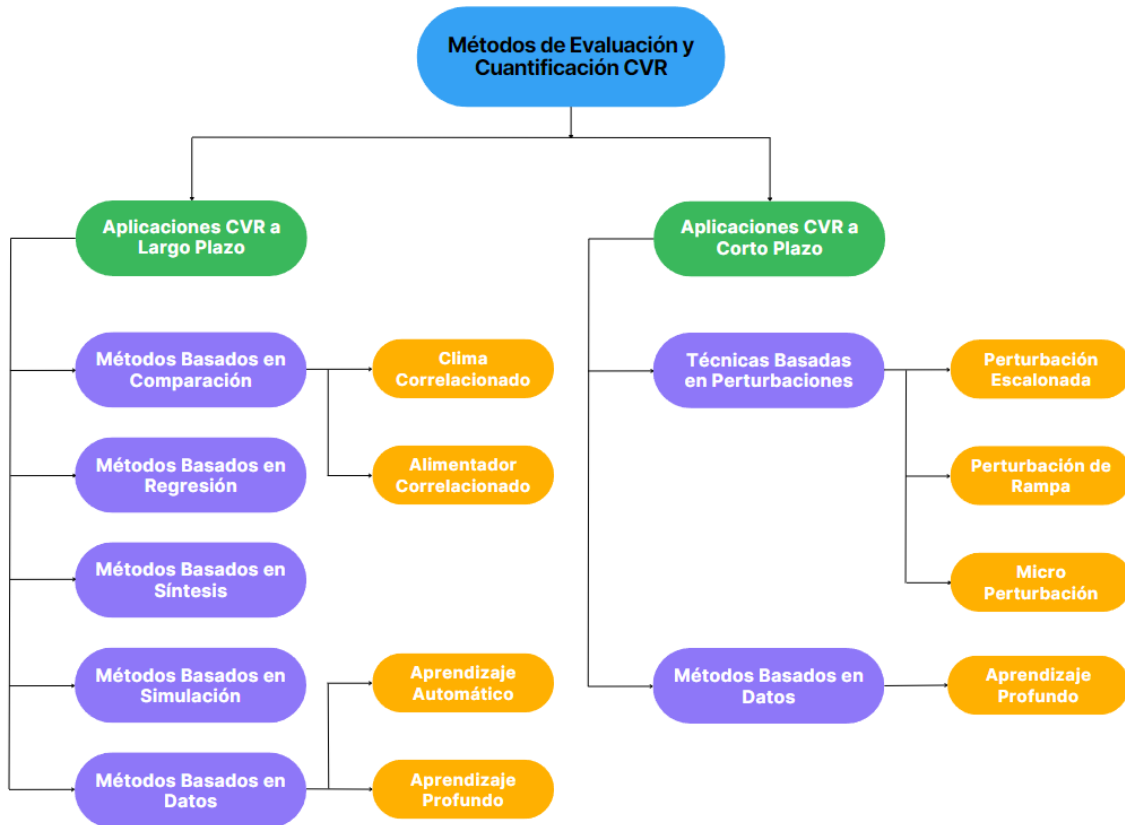 Métodos de Evaluación y
Cuantificación CVR
Aplicaciones CVR a
Largo Plazo
Métodos Basados en
Comparación
Clima
Correlacionado
Alimentador
Correlacionado
Métodos Basados en
Regresión
Métodos Basados en
Síntesis
Métodos Basados en
Simulación
Métodos Basados en
Datos
Aprendizaje
Automático
Aprendizaje
Profundo
Aplicaciones CVR a
Corto Plazo
Técnicas Basadas
en Perturbaciones
Perturbación
Escalonada
Perturbación de
Rampa
Micro
Perturbación
Métodos Basados en
Datos
Aprendizaje
Profundo